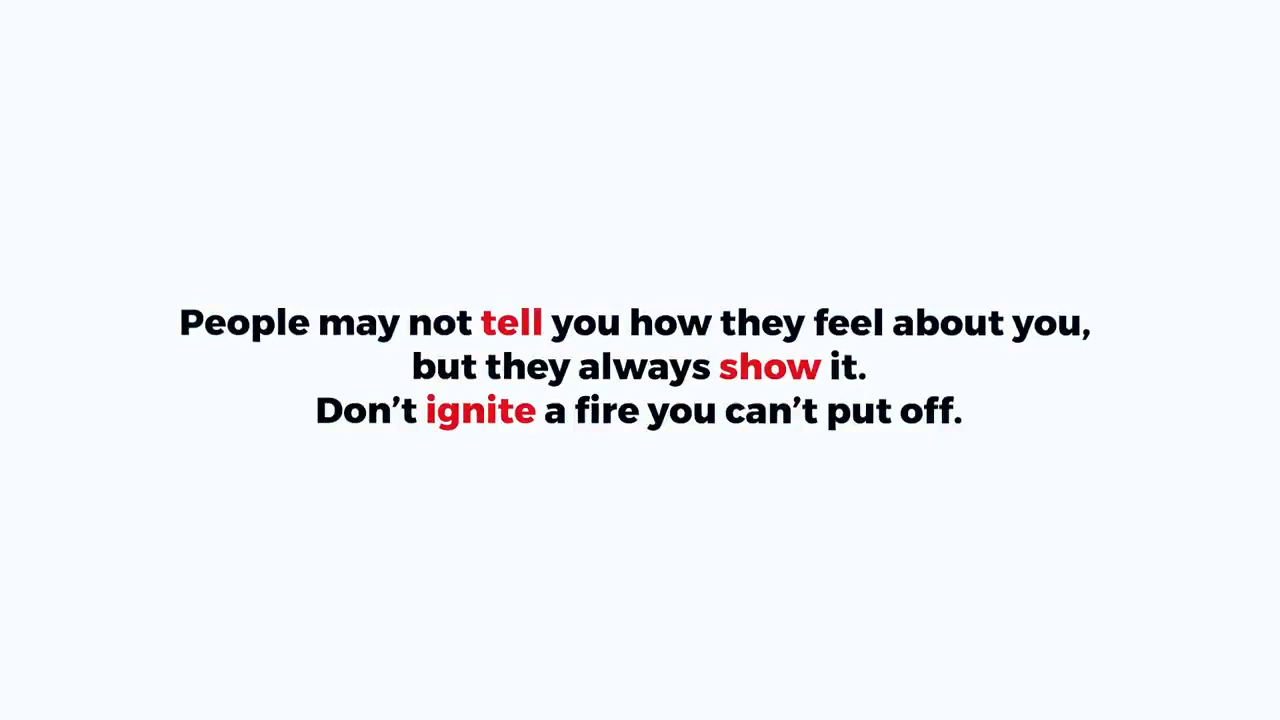 People may not tell you how they feel about you,
but they always show it.
Don’t ignite a fire you can’t put off.